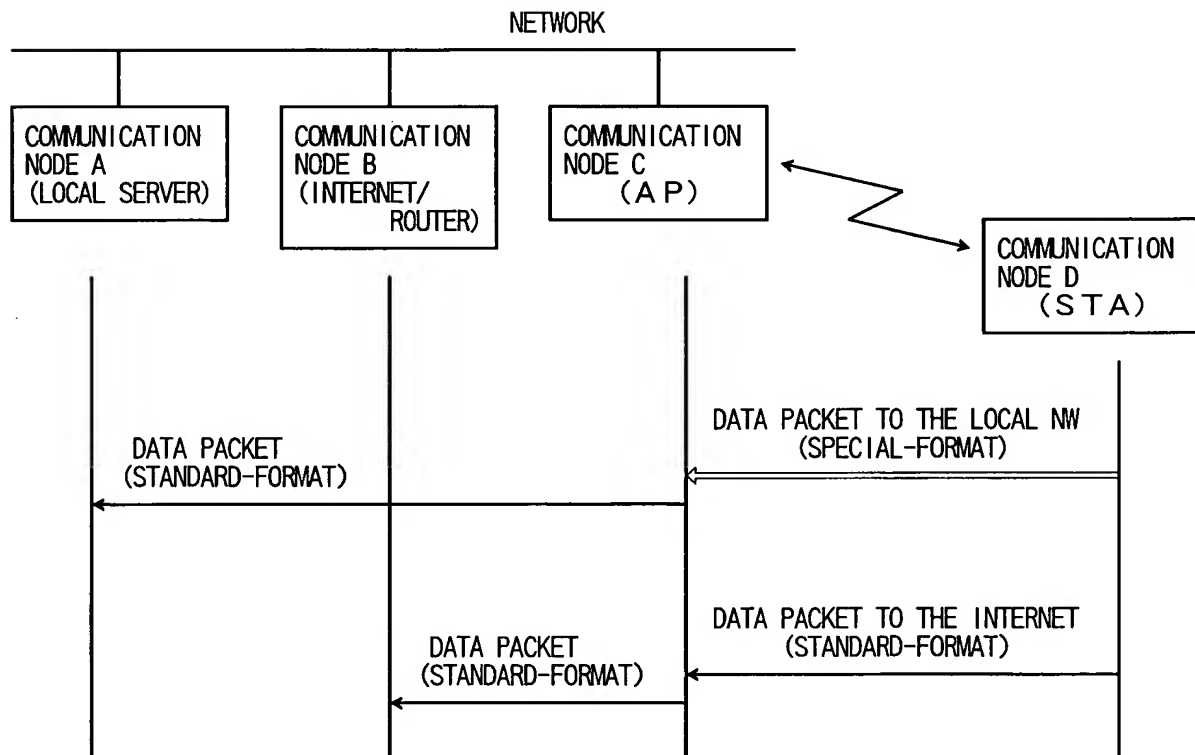 NETWORK
COMMUNICATION
NODE A
(LOCAL SERVER)
COMMUNICATION
NODE B
(INTERNET/
ROUTER)
COMMUNICATION
NODE C
(AP)
COMMUNICATION
NODE D
(STA)
DATA PACKET TO THE LOCAL NW
(SPECIAL-FORMAT)
DATA PACKET
(STANDARD-FORMAT)
DATA PACKET TO THE INTERNET
(STANDARD-FORMAT)
DATA PACKET
(STANDARD-FORMAT)